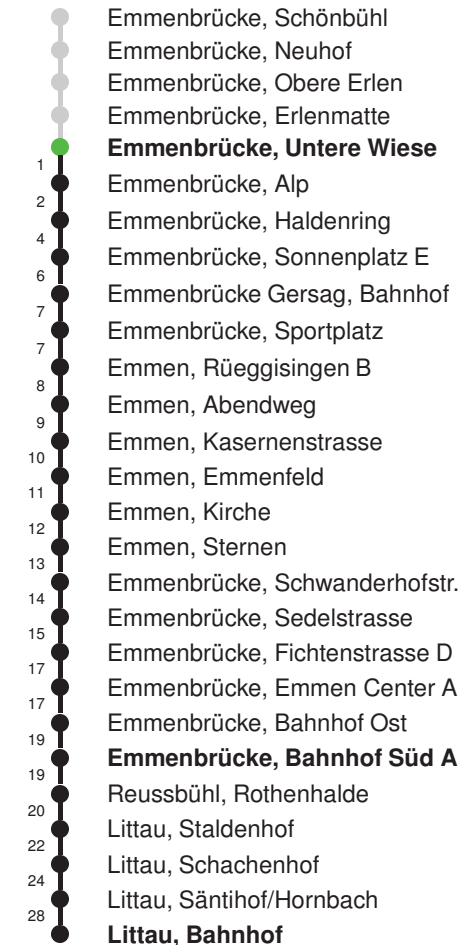 Emmenbrücke, Schönbühl
Emmenbrücke, Neuhof
Emmenbrücke, Obere Erlen
Emmenbrücke, Erlenmatte
Emmenbrücke, Untere Wiese
1
Emmenbrücke, Alp
2
Emmenbrücke, Haldenring
4
Emmenbrücke, Sonnenplatz E
6
Emmenbrücke Gersag, Bahnhof
7
Emmenbrücke, Sportplatz
7
Emmen, Rüeggisingen B
8
Emmen, Abendweg
9
Emmen, Kasernenstrasse
10
Emmen, Emmenfeld
11
Emmen, Kirche
12
Emmen, Sternen
13
Emmenbrücke, Schwanderhofstr.
14
Emmenbrücke, Sedelstrasse
15
Emmenbrücke, Fichtenstrasse D
17
Emmenbrücke, Emmen Center A
17
Emmenbrücke, Bahnhof Ost
19
Emmenbrücke, Bahnhof Süd A
19
Reussbühl, Rothenhalde
20
Littau, Staldenhof
22
Littau, Schachenhof
24
Littau, Säntihof/Hornbach
28
Littau, Bahnhof